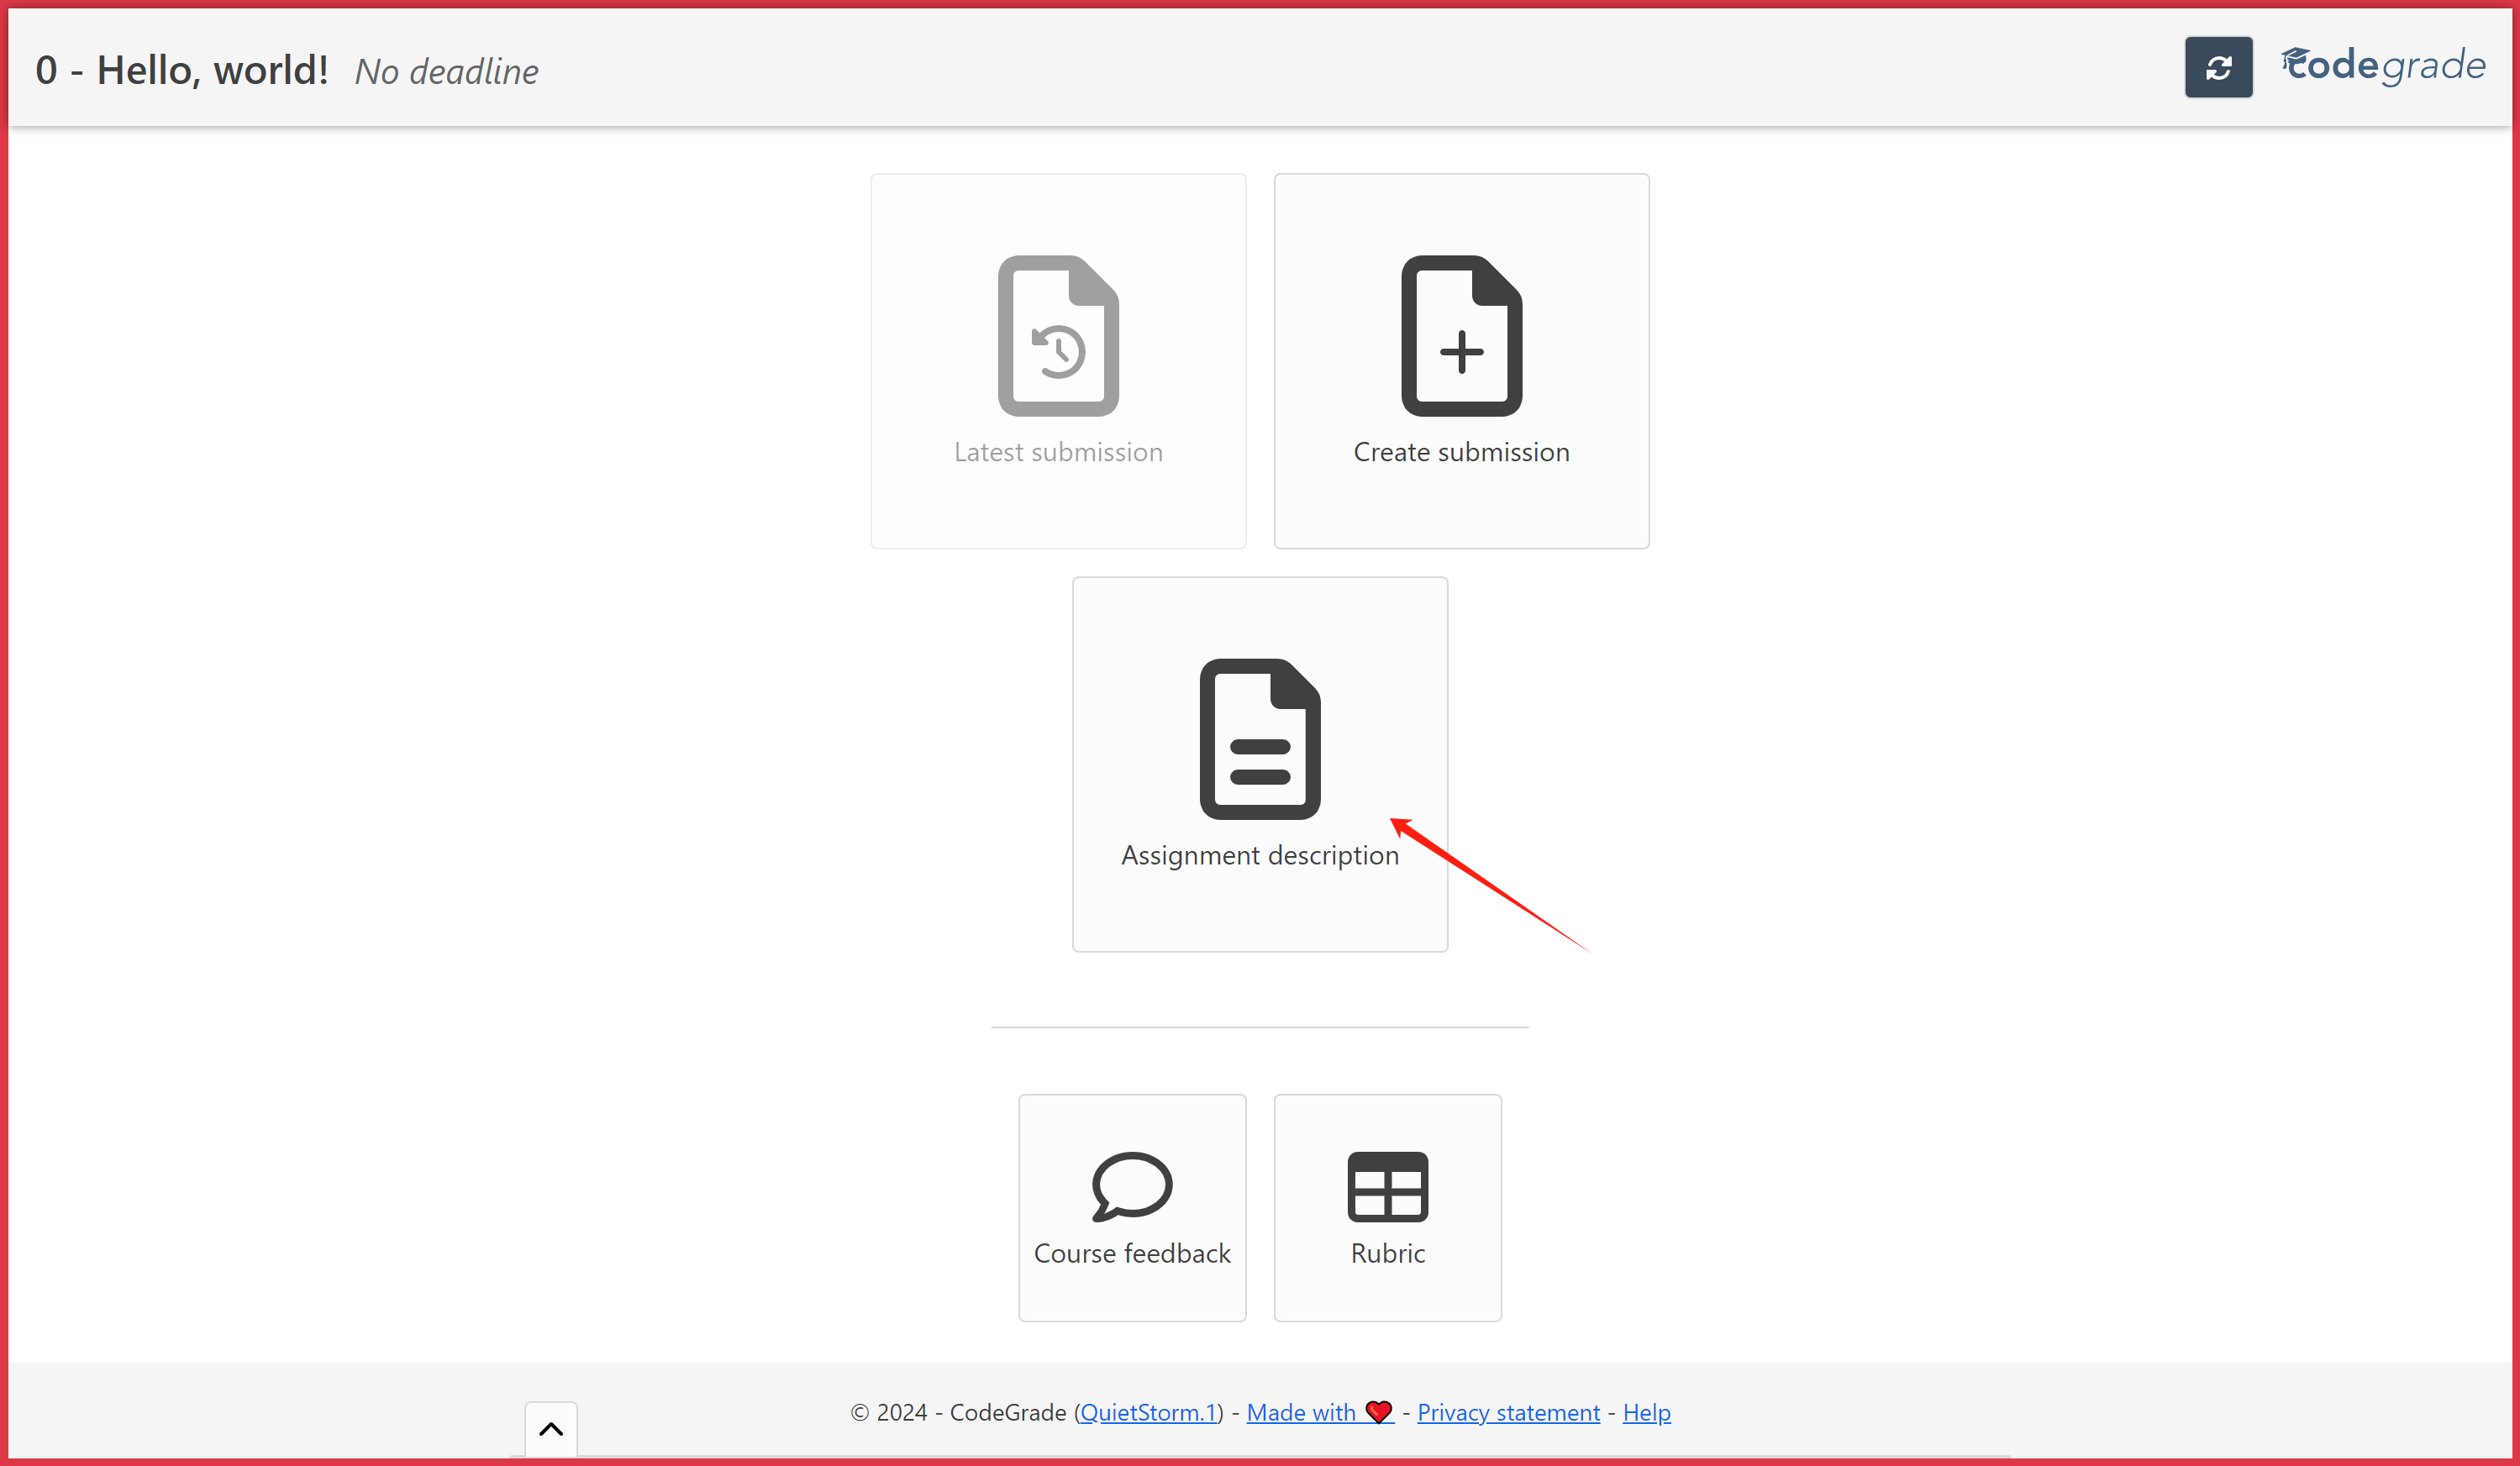 0 - Hello, world! No deadline
codegrade
Latest submission
Create submission
Assignment description
Course feedback
Rubric
© 2024 - CodeGrade (QuietStorm.1) - Made with ❤️ - Privacy statement - Help